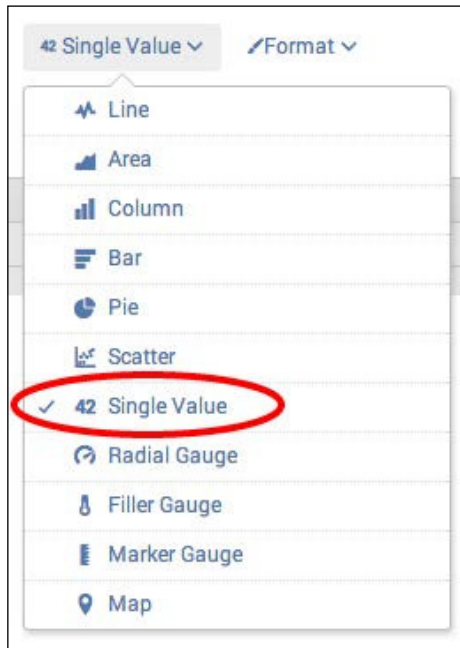 42 Single Value Format
Line
Area
Column
Bar
Pie
Scatter
42 Single Value
Radial Gauge
Filler Gauge
Marker Gauge
Map